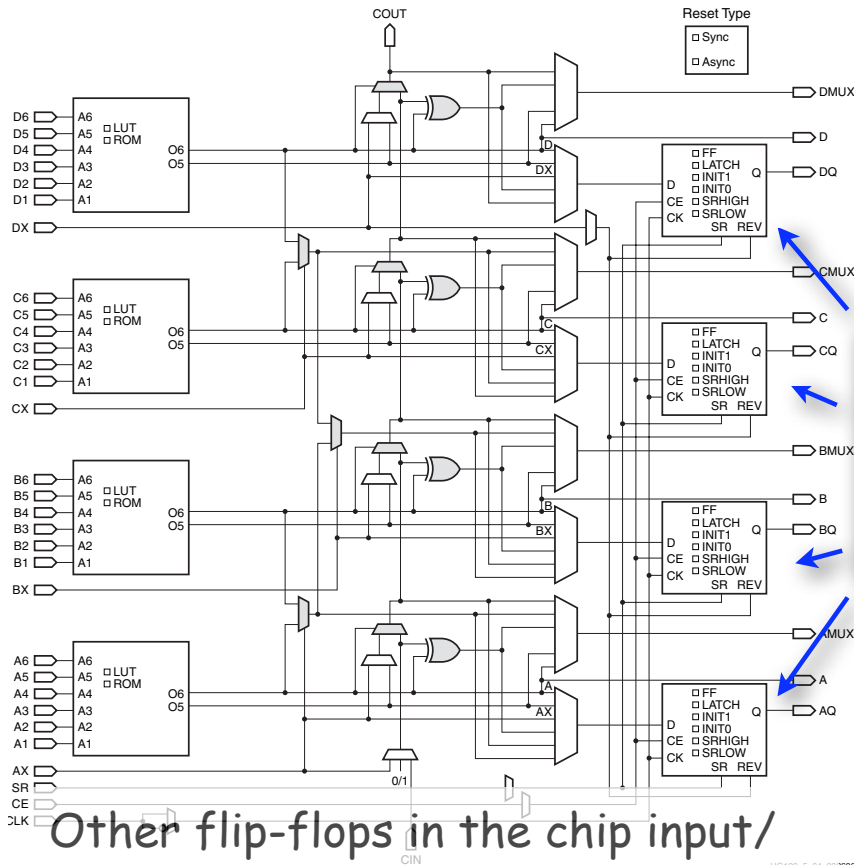 COUT
Reset Type
Sync
Async
DMUX
D6 A6
D5 A5
D4 A4
D3 A3
D2 A2
D1 A1
LUT
ROM
O6
O5
D
D
DX
DX
FF
LATCH
INIT1
INIT0
SRHIGH
SRLOW
D
CE
CK
Q
SR REV
DQ
CMUX
C6 A6
C5 A5
C4 A4
C3 A3
C2 A2
C1 A1
LUT
ROM
O6
O5
C
C
CX
CX
FF
LATCH
INIT1
INIT0
SRHIGH
SRLOW
D
CE
CK
Q
SR REV
CQ
BMUX
B6 A6
B5 A5
B4 A4
B3 A3
B2 A2
B1 A1
LUT
ROM
O6
O5
B
B
BX
BX
FF
LATCH
INIT1
INIT0
SRHIGH
SRLOW
D
CE
CK
Q
SR REV
BQ
AMUX
A6 A6
A5 A5
A4 A4
A3 A3
A2 A2
A1 A1
LUT
ROM
O6
O5
A
A
AX
AX
FF
LATCH
INIT1
INIT0
SRHIGH
SRLOW
D
CE
CK
Q
SR REV
AQ
0/1
SR
CE
CLK
Other flip-flops in the chip input/
CIN